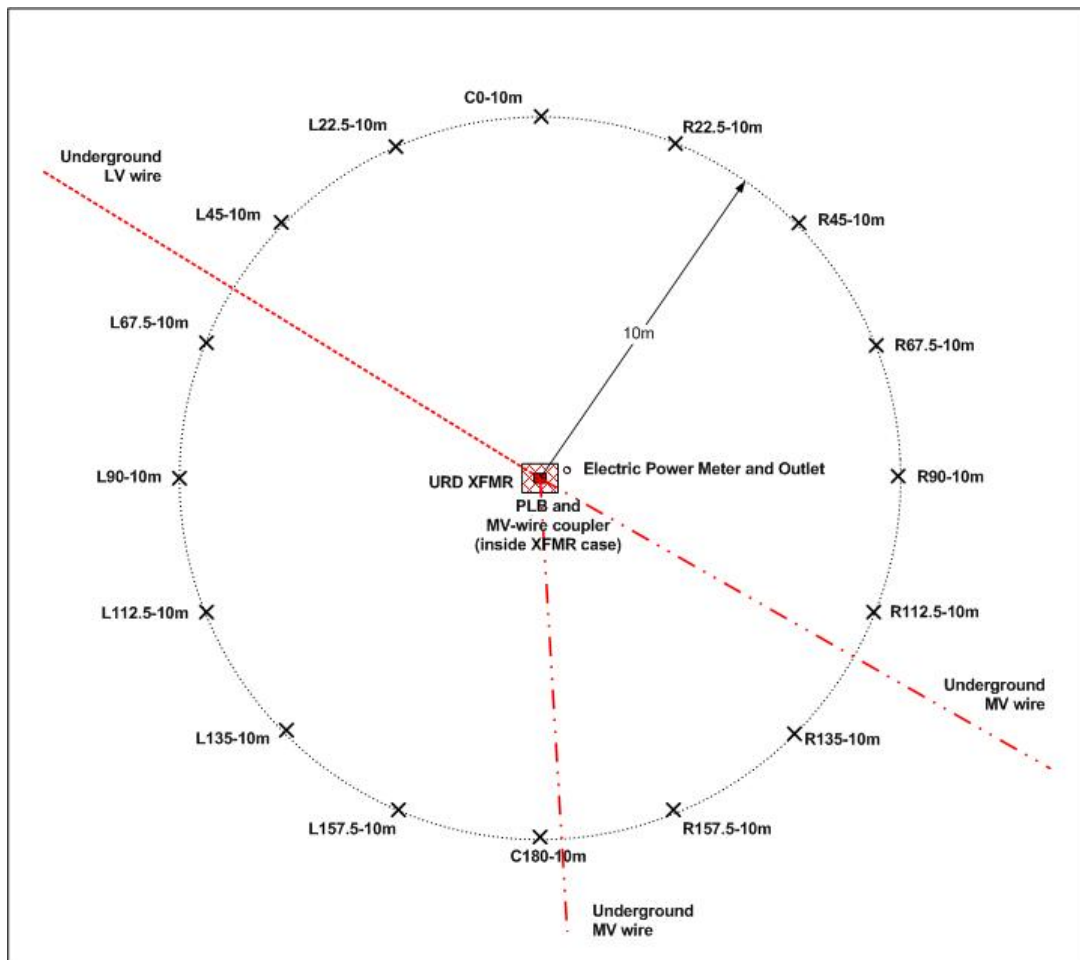 C0-10m
L22.5-10m
R22.5-10m
Underground
LV wire
L45-10m
R45-10m
L67.5-10m
10m
R67.5-10m
L90-10m
URD XFMR
Electric Power Meter and Outlet
R90-10m
PLB and
MV-wire coupler
(inside XFMR case)
L112.5-10m
R112.5-10m
Underground
MV wire
L135-10m
R135-10m
L157.5-10m
R157.5-10m
C180-10m
Underground
MV wire